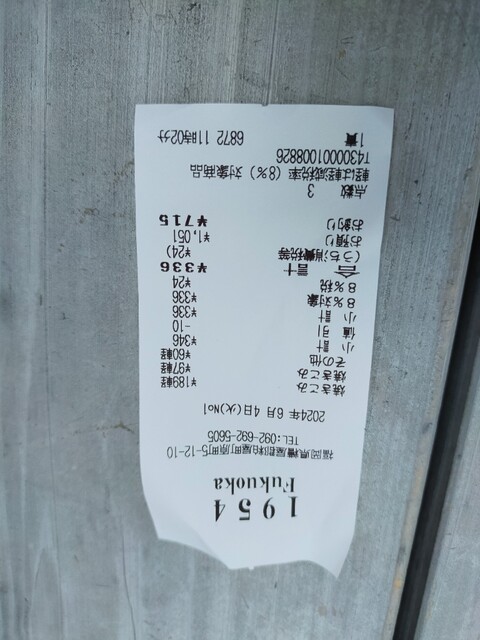 1954
Fukuoka
福岡県糟屋郡粕屋町原町5-12-10
TEL:092-692-5605
2024年 6月 4日(火)No1
焼きこみ ¥189軽
焼きこみ ¥97軽
その他 ¥60軽
小 計 ¥346
値 引 -10
小 計 ¥336
8%対象 ¥336
8%税 ¥24
合 計 ¥336
(うち消費税等 ¥24)
お預り ¥1,051
お釣り ¥715
点数 3
軽は軽減税率(8%)対象商品
T4300001008826
1責 6872 11時02分